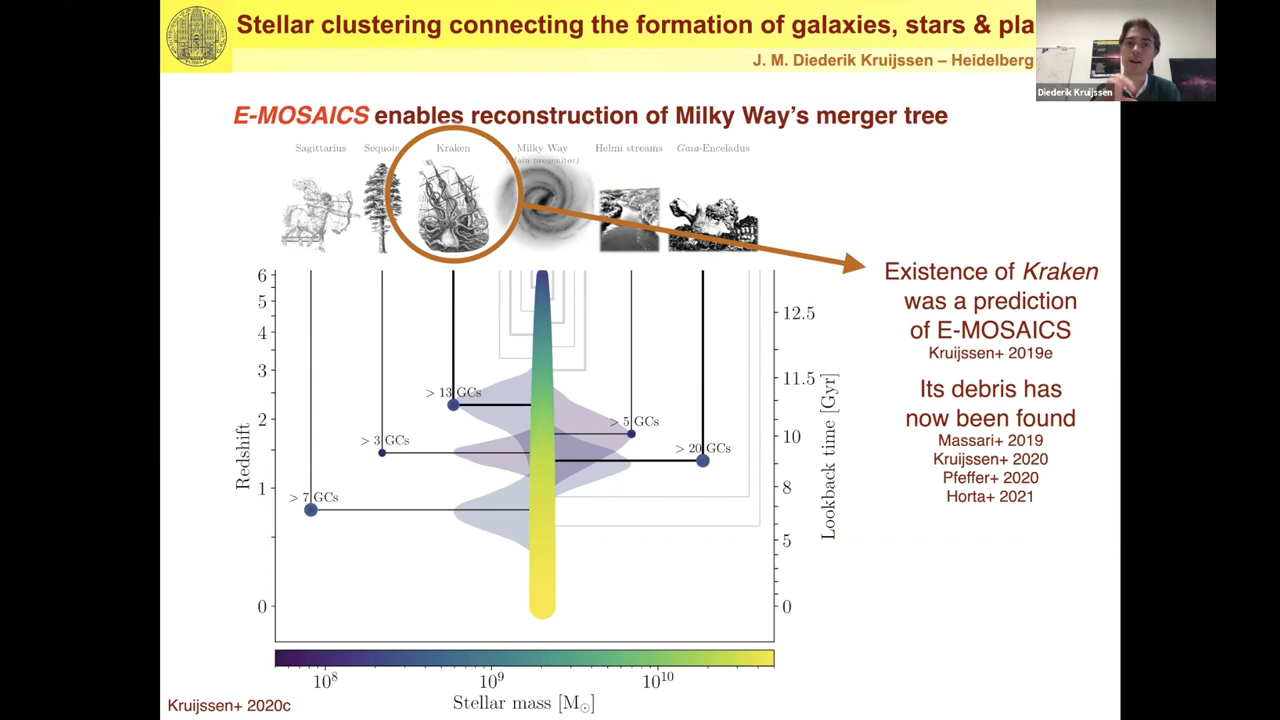 Stellar clustering connecting the formation of galaxies, stars & pla
J. M. Diederik Kruijssen – Heidelberg
Diederik Kruijssen
E-MOSAICS enables reconstruction of Milky Way's merger tree
Sagittarius
Sequoia
Kraken
Milky Way
(Main progenitor)
Helmi streams
Gaia-Enceladus
Existence of Kraken
was a prediction
of E-MOSAICS
Kruijssen+ 2019e
Its debris has
now been found
Massari+ 2019
Kruijssen+ 2020
Pfeffer+ 2020
Horta+ 2021
6
5
4
3
2
1
0
Redshift
> 13 GCs
> 5 GCs
> 3 GCs
> 20 GCs
> 7 GCs
12.5
11.5
10
8
5
0
Lookback time [Gyr]
10⁸
10⁹
10¹⁰
Stellar mass [M☉]
Kruijssen+ 2020c